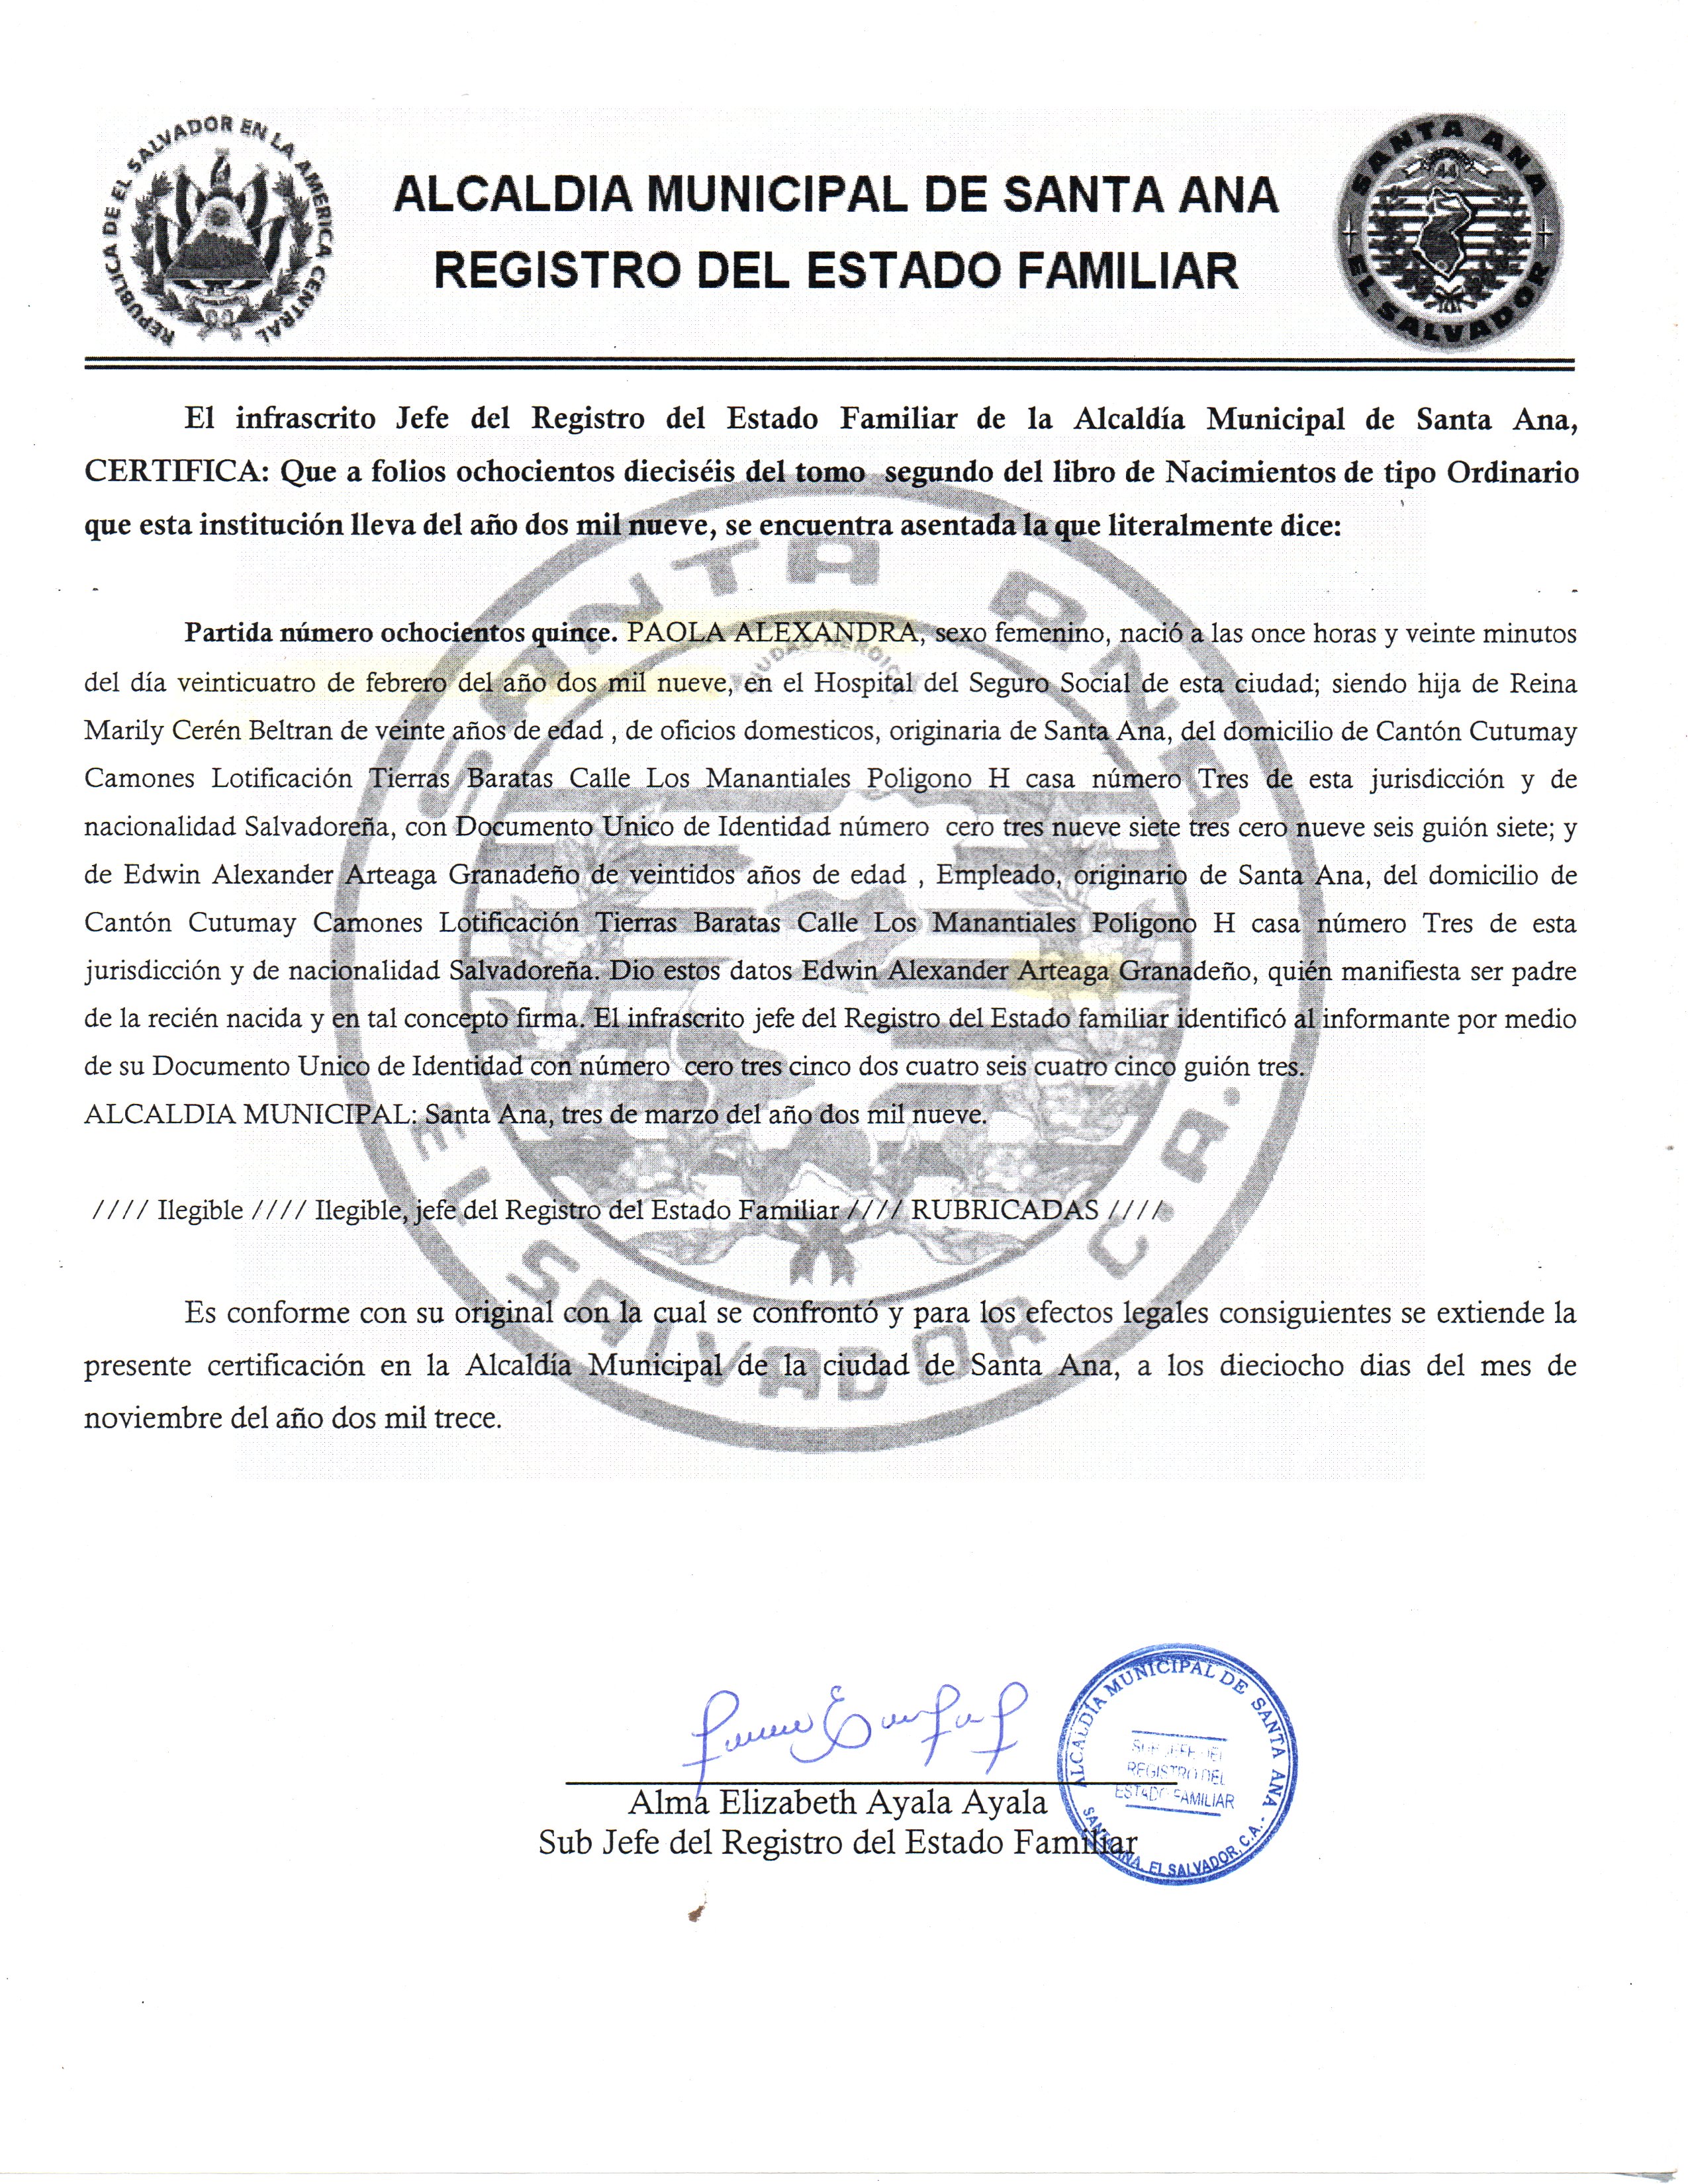 REPUBLICA DE EL SALVADOR EN LA AMERICA CENTRAL
ALCALDIA MUNICIPAL DE SANTA ANA
REGISTRO DEL ESTADO FAMILIAR
SANTA ANA
44
EL SALVADOR
El infrascrito Jefe del Registro del Estado Familiar de la Alcaldía Municipal de Santa Ana,
CERTIFICA: Que a folios ochocientos dieciséis del tomo segundo del libro de Nacimientos de tipo Ordinario
que esta institución lleva del año dos mil nueve, se encuentra asentada la que literalmente dice:
Partida número ochocientos quince. PAOLA ALEXANDRA, sexo femenino, nació a las once horas y veinte minutos
del día veinticuatro de febrero del año dos mil nueve, en el Hospital del Seguro Social de esta ciudad; siendo hija de Reina
Marily Cerén Beltran de veinte años de edad , de oficios domesticos, originaria de Santa Ana, del domicilio de Cantón Cutumay
Camones Lotificación Tierras Baratas Calle Los Manantiales Poligono H casa número Tres de esta jurisdicción y de
nacionalidad Salvadoreña, con Documento Unico de Identidad número cero tres nueve siete tres cero nueve seis guión siete; y
de Edwin Alexander Arteaga Granadeño de veintidos años de edad , Empleado, originario de Santa Ana, del domicilio de
Cantón Cutumay Camones Lotificación Tierras Baratas Calle Los Manantiales Poligono H casa número Tres de esta
jurisdicción y de nacionalidad Salvadoreña. Dio estos datos Edwin Alexander Arteaga Granadeño, quién manifiesta ser padre
de la recién nacida y en tal concepto firma. El infrascrito jefe del Registro del Estado familiar identificó al informante por medio
de su Documento Unico de Identidad con número cero tres cinco dos cuatro seis cuatro cinco guión tres.
ALCALDIA MUNICIPAL: Santa Ana, tres de marzo del año dos mil nueve.
//// Ilegible //// Ilegible, jefe del Registro del Estado Familiar //// RUBRICADAS ////
Es conforme con su original con la cual se confrontó y para los efectos legales consiguientes se extiende la
presente certificación en la Alcaldía Municipal de la ciudad de Santa Ana, a los dieciocho dias del mes de
noviembre del año dos mil trece.
SANTA ANA
CIUDAD HEROICA
EL SALVADOR C.A.
Alma Elizabeth Ayala Ayala
Sub Jefe del Registro del Estado Familiar
ALCALDÍA MUNICIPAL DE SANTA ANA
SUB JEFE DEL
REGISTRO DEL
ESTADO FAMILIAR
SANTA ANA, EL SALVADOR, C.A.